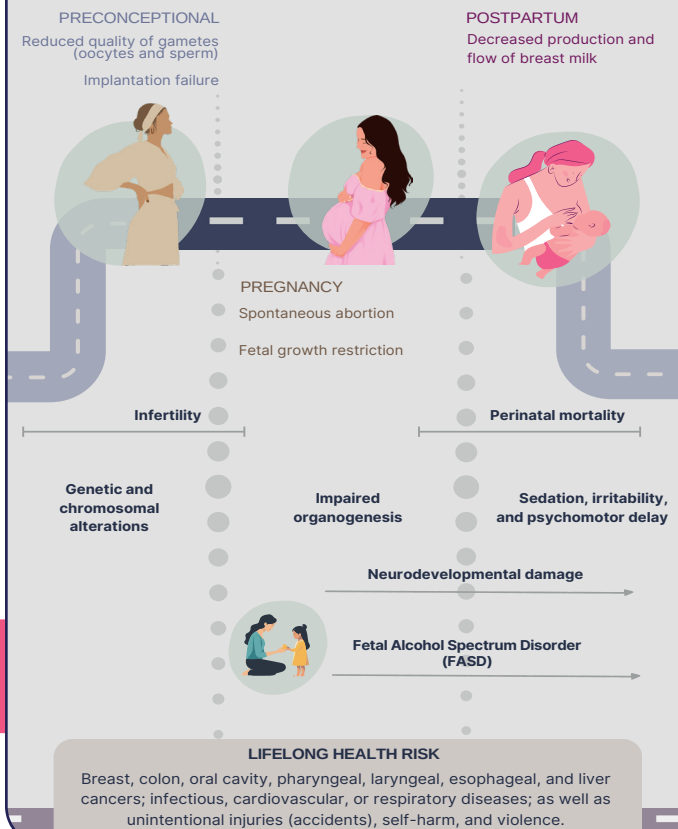 PRECONCEPTIONAL
Reduced quality of gametes
(oocytes and sperm)
Implantation failure
POSTPARTUM
Decreased production and
flow of breast milk
PREGNANCY
Spontaneous abortion
Fetal growth restriction
Infertility
Perinatal mortality
Genetic and
chromosomal
alterations
Impaired
organogenesis
Sedation, irritability,
and psychomotor delay
Neurodevelopmental damage
Fetal Alcohol Spectrum Disorder
(FASD)
LIFELONG HEALTH RISK
Breast, colon, oral cavity, pharyngeal, laryngeal, esophageal, and liver
cancers; infectious, cardiovascular, or respiratory diseases; as well as
unintentional injuries (accidents), self-harm, and violence.